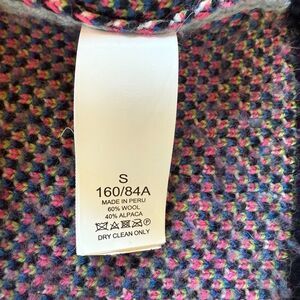 S
160/84A
MADE IN PERU
60% WOOL
40% ALPACA
DRY CLEAN ONLY